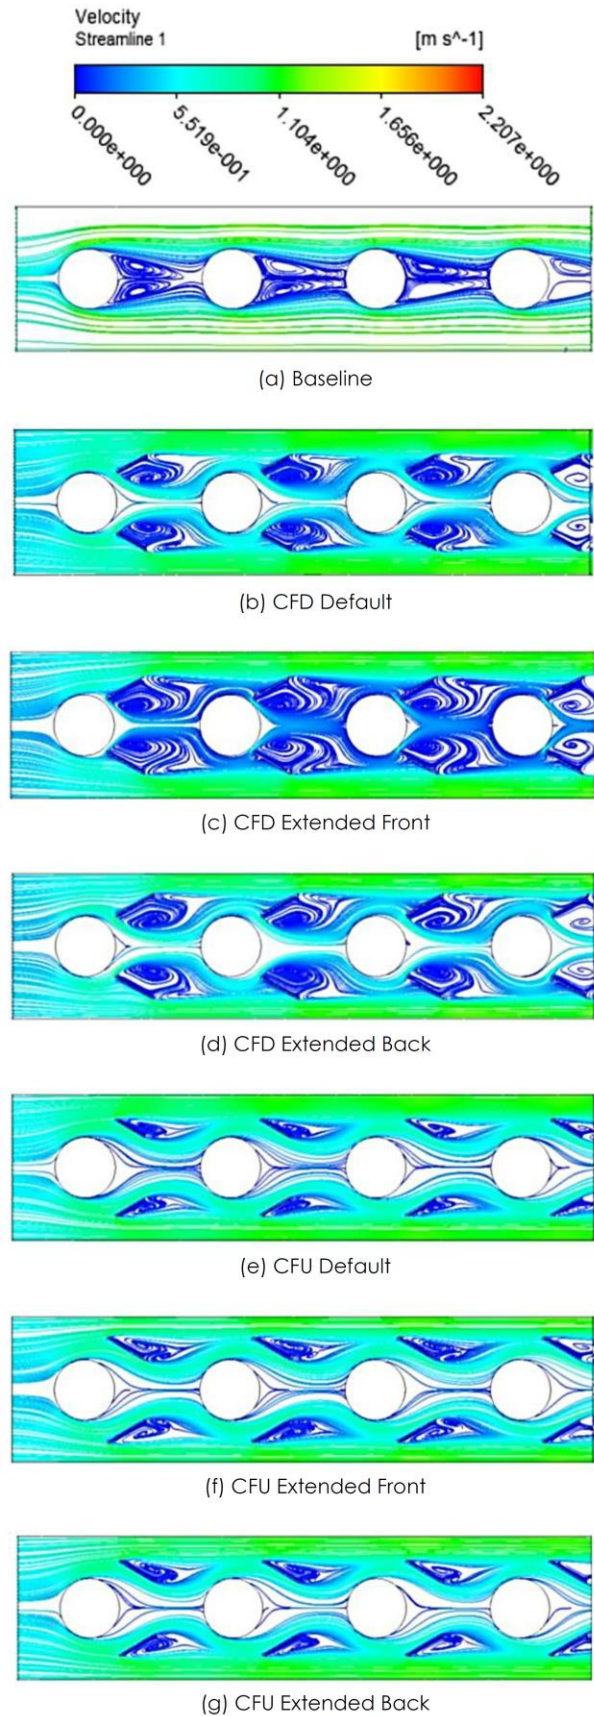 Velocity
Streamline 1
[m s^-1]
0.000e+000
5.519e-001
1.104e+000
1.656e+000
2.207e+000
(a) Baseline
(b) CFD Default
(c) CFD Extended Front
(d) CFD Extended Back
(e) CFU Default
(f) CFU Extended Front
(g) CFU Extended Back